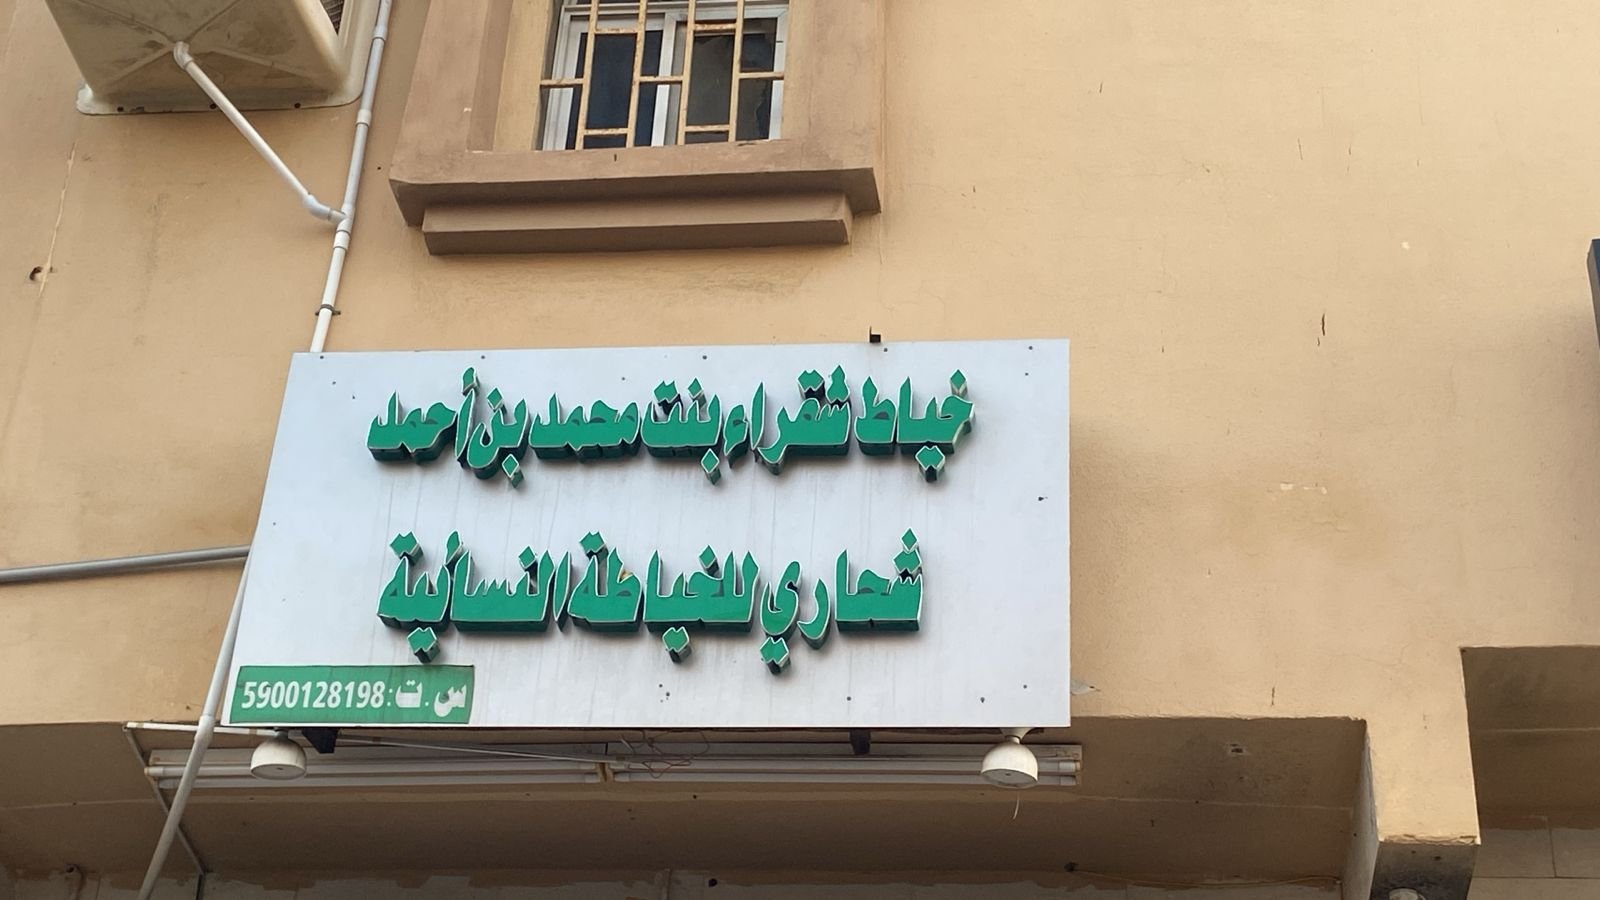 خياط شقراء بنت محمد بن أحمد
شحاري للخياطة النسائية
س.ت: 5900128198